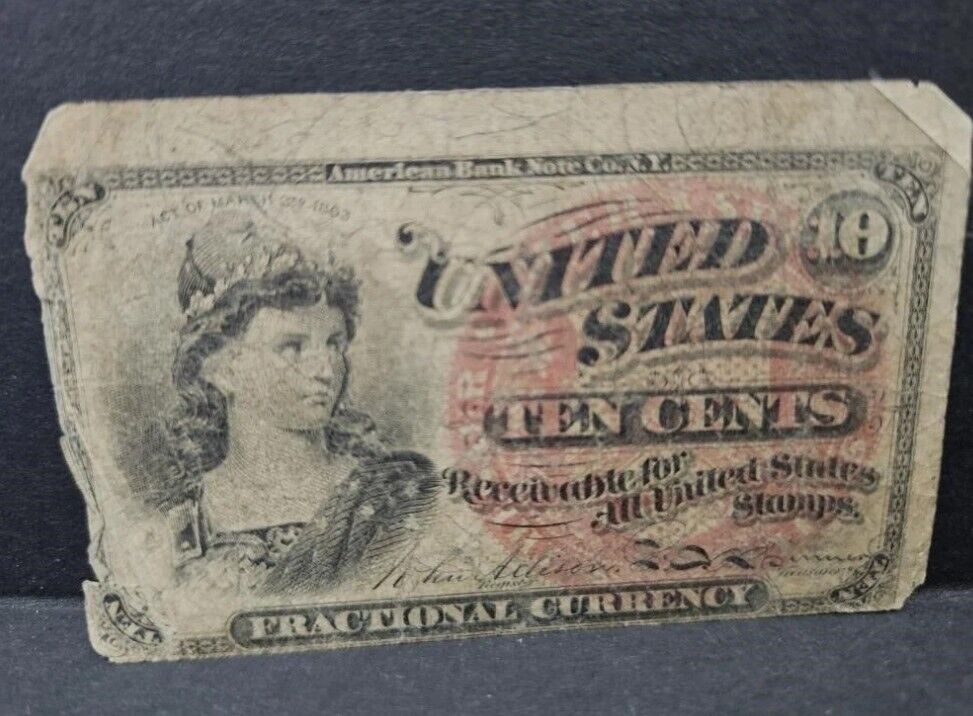 American Bank Note Co. N.Y.
TEN
TEN
ACT OF MARCH 3RD 1863
10
UNITED
STATES
TEN CENTS
Receivable for
All United States
Stamps.
FRACTIONAL CURRENCY